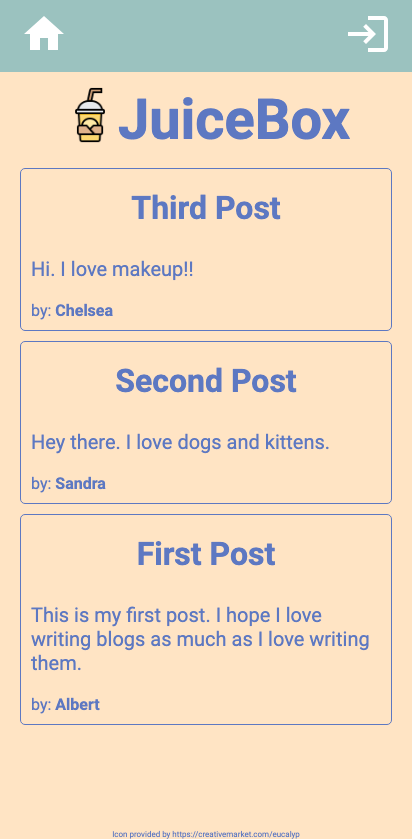 JuiceBox
Third Post
Hi. I love makeup!!
by: Chelsea
Second Post
Hey there. I love dogs and kittens.
by: Sandra
First Post
This is my first post. I hope I love
writing blogs as much as I love writing
them.
by: Albert
Icon provided by https://creativemarket.com/eucalyp